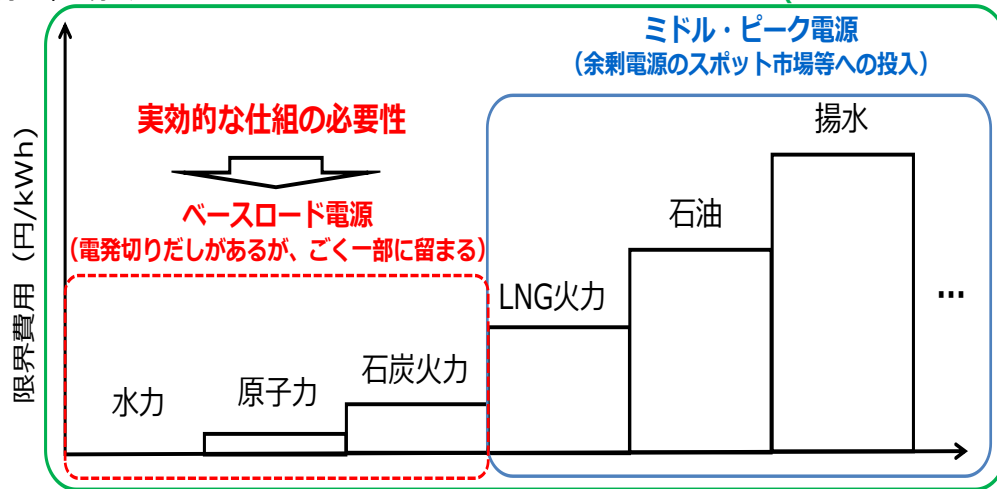 ミドル・ピーク電源
（余剰電源のスポット市場等への投入）
実効的な仕組の必要性
ベースロード電源
（電発切りだしがあるが、ごく一部に留まる）
限界費用（円/kWh）
水力
原子力
石炭火力
LNG火力
石油
揚水
…